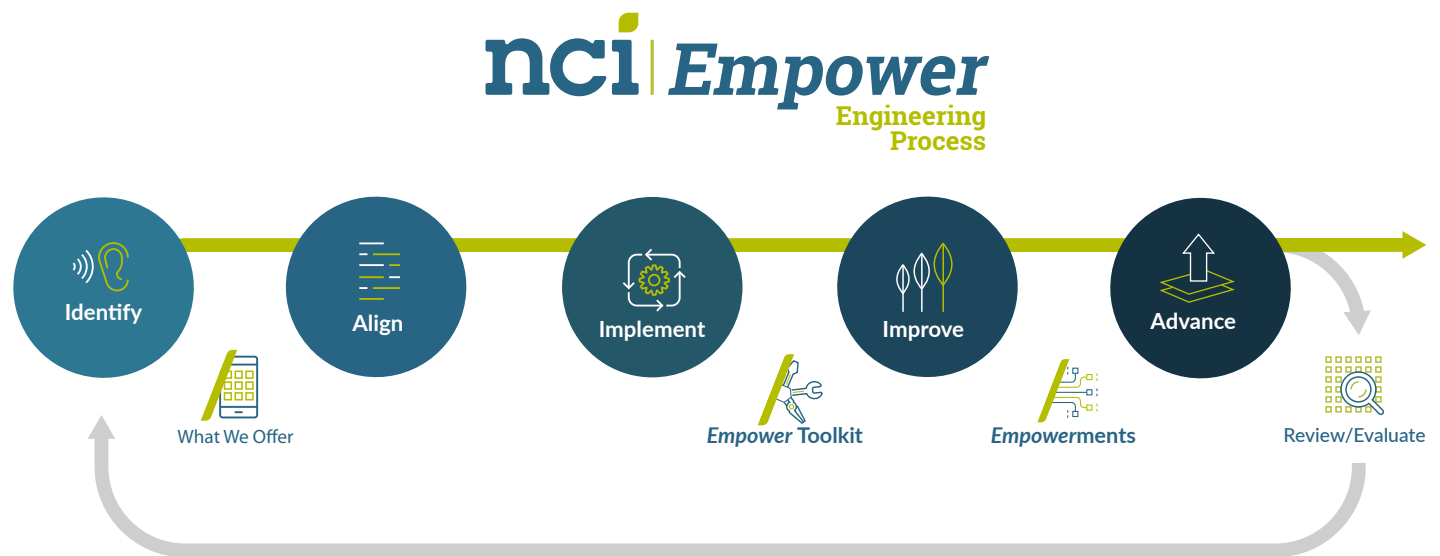 nci Empower
Engineering
Process
Identify
Align
Implement
Improve
Advance
What We Offer
Empower Toolkit
Empowerments
Review/Evaluate